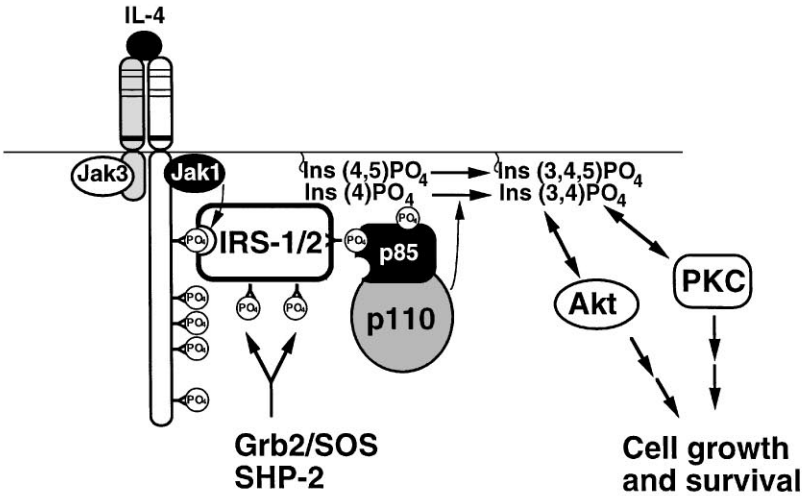 IL-4
Jak3
Jak1
Ins (4,5)PO4
Ins (3,4,5)PO4
Ins (4)PO4
Ins (3,4)PO4
PO4
PO4
IRS-1/2
PO4
p85
PKC
PO4
PO4
PO4
Akt
PO4
p110
PO4
PO4
Grb2/SOS
SHP-2
Cell growth
and survival